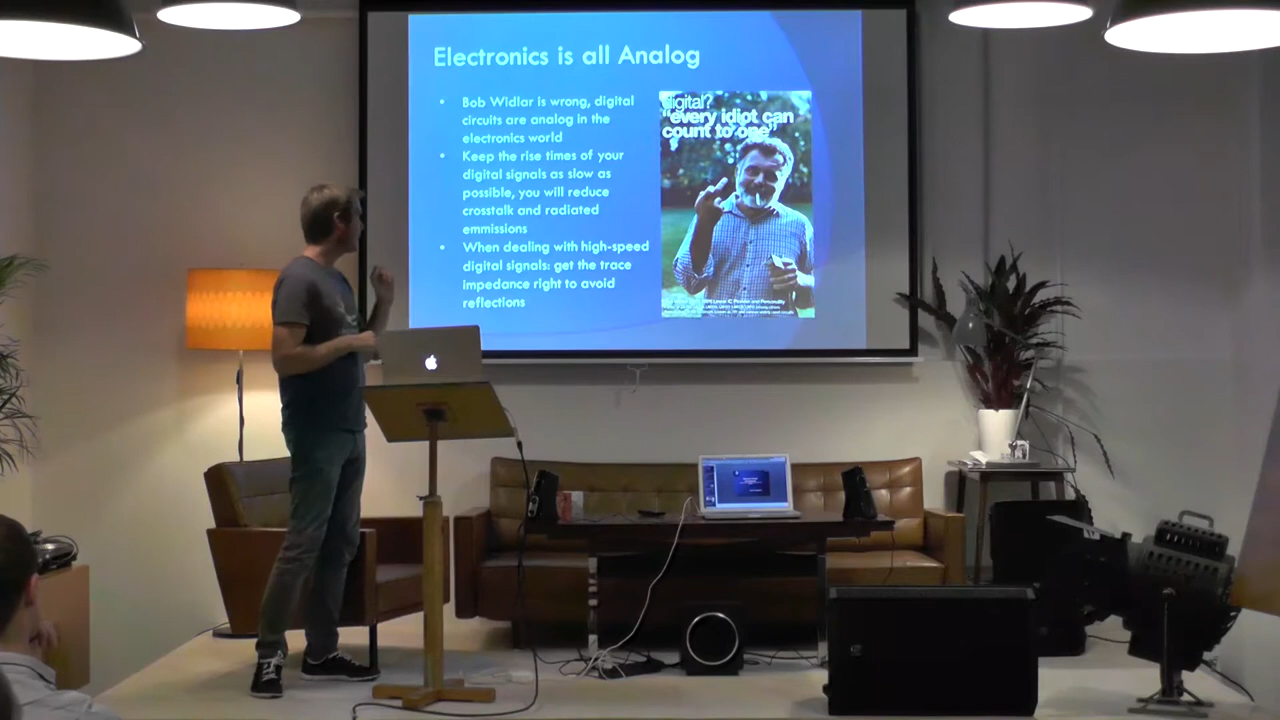 Electronics is all Analog
• Bob Widlar is wrong, digital
circuits are analog in the
electronics world
• Keep the rise times of your
digital signals as slow as
possible, you will reduce
crosstalk and radiated
emmissions
• When dealing with high-speed
digital signals: get the trace
impedance right to avoid
reflections
digital?
"every idiot can
count to one"